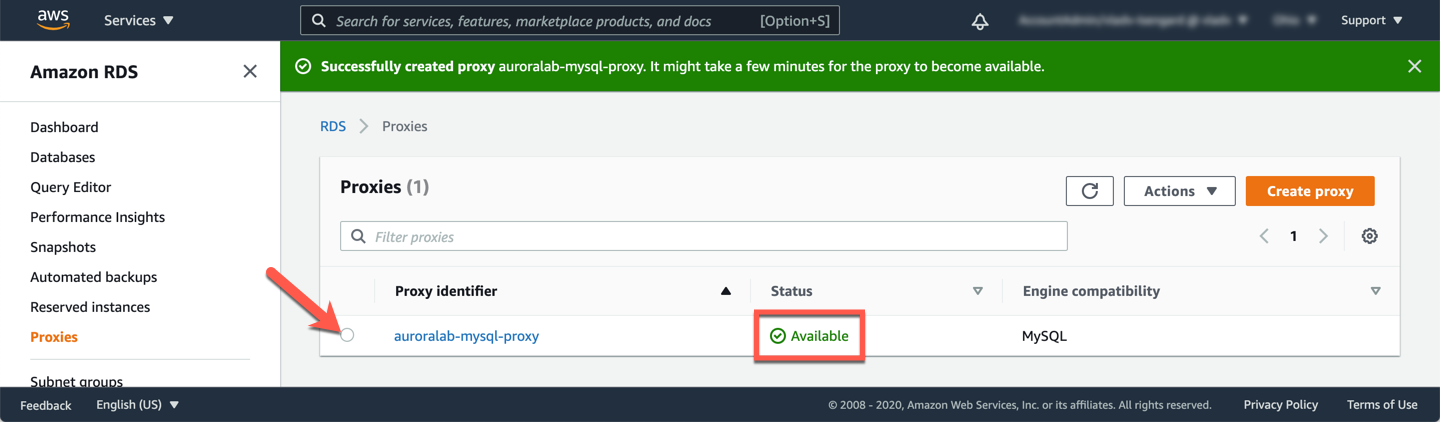 aws
Services
Search for services, features, marketplace products, and docs [Option+S]
Support
Amazon RDS
Successfully created proxy auroralab-mysql-proxy. It might take a few minutes for the proxy to become available.
Dashboard
Databases
Query Editor
Performance Insights
Snapshots
Automated backups
Reserved instances
Proxies
Subnet groups
RDS Proxies
Proxies (1)
Actions
Create proxy
Filter proxies
1
Proxy identifier Status Engine compatibility
auroralab-mysql-proxy Available MySQL
Feedback English (US) © 2008 - 2020, Amazon Web Services, Inc. or its affiliates. All rights reserved. Privacy Policy Terms of Use